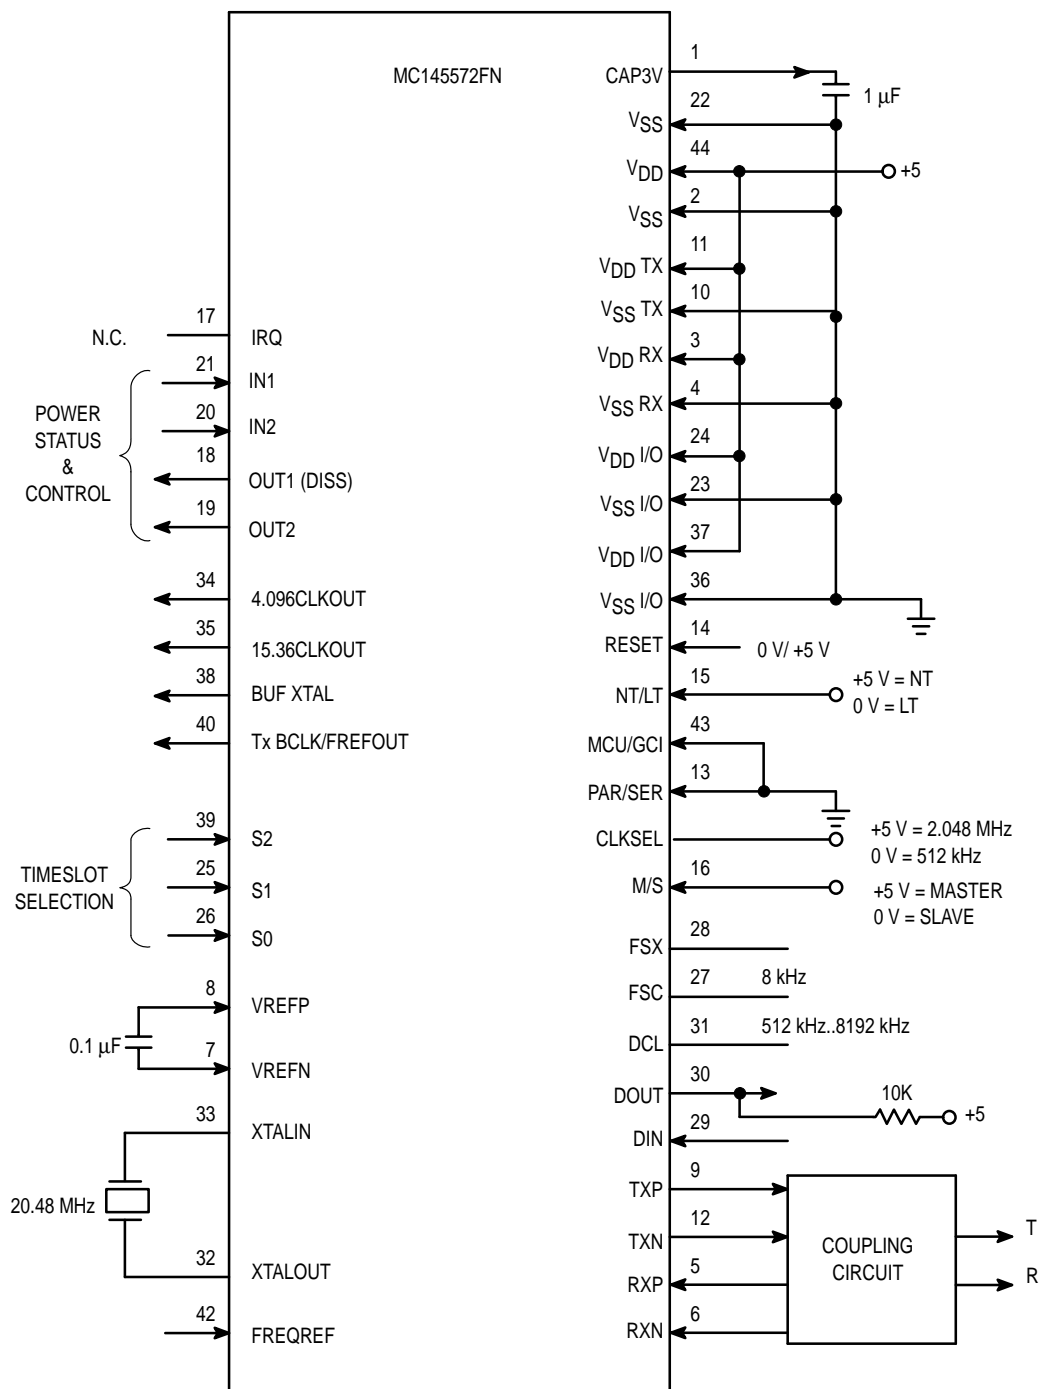 MC145572FN
N.C.
17
IRQ
POWER
STATUS
&
CONTROL
21
IN1
20
IN2
18
OUT1 (DISS)
19
OUT2
34
4.096CLKOUT
35
15.36CLKOUT
38
BUF XTAL
40
Tx BCLK/FREFOUT
TIMESLOT
SELECTION
39
S2
25
S1
26
S0
8
VREFP
0.1 µF
7
VREFN
33
XTALIN
20.48 MHz
32
XTALOUT
42
FREQREF
CAP3V
1
1 µF
VSS
22
VDD
44
+5
VSS
2
VDD TX
11
VSS TX
10
VDD RX
3
VSS RX
4
VDD I/O
24
VSS I/O
23
VDD I/O
37
VSS I/O
36
RESET
14
0 V/ +5 V
NT/LT
15
+5 V = NT
0 V = LT
MCU/GCI
43
PAR/SER
13
CLKSEL
+5 V = 2.048 MHz
0 V = 512 kHz
M/S
16
+5 V = MASTER
0 V = SLAVE
FSX
28
FSC
27
8 kHz
DCL
31
512 kHz..8192 kHz
DOUT
30
10K
+5
DIN
29
TXP
9
TXN
12
RXP
5
RXN
6
COUPLING
CIRCUIT
T
R